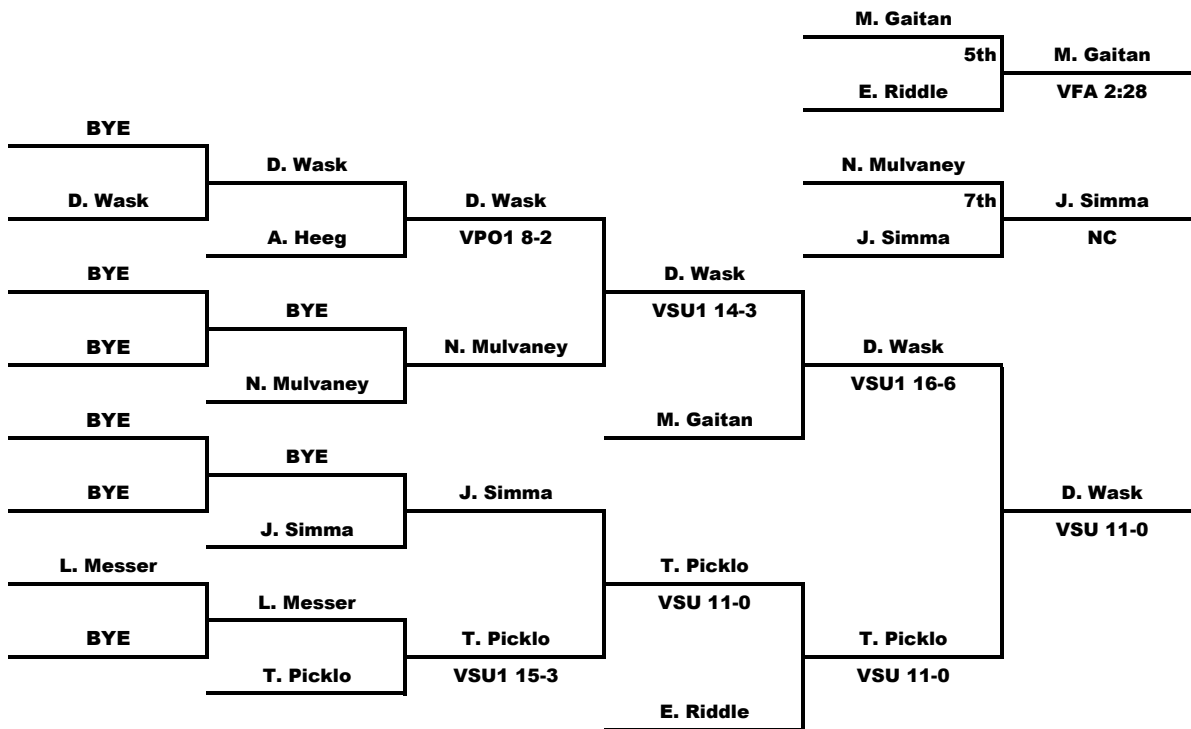 M. Gaitan
5th
M. Gaitan
E. Riddle
VFA 2:28
BYE
D. Wask
N. Mulvaney
D. Wask
D. Wask
7th
J. Simma
A. Heeg
VPO1 8-2
J. Simma
NC
BYE
D. Wask
BYE
VSU1 14-3
BYE
N. Mulvaney
D. Wask
N. Mulvaney
VSU1 16-6
BYE
M. Gaitan
BYE
BYE
J. Simma
D. Wask
J. Simma
VSU 11-0
L. Messer
T. Picklo
L. Messer
VSU 11-0
BYE
T. Picklo
T. Picklo
T. Picklo
VSU1 15-3
VSU 11-0
E. Riddle